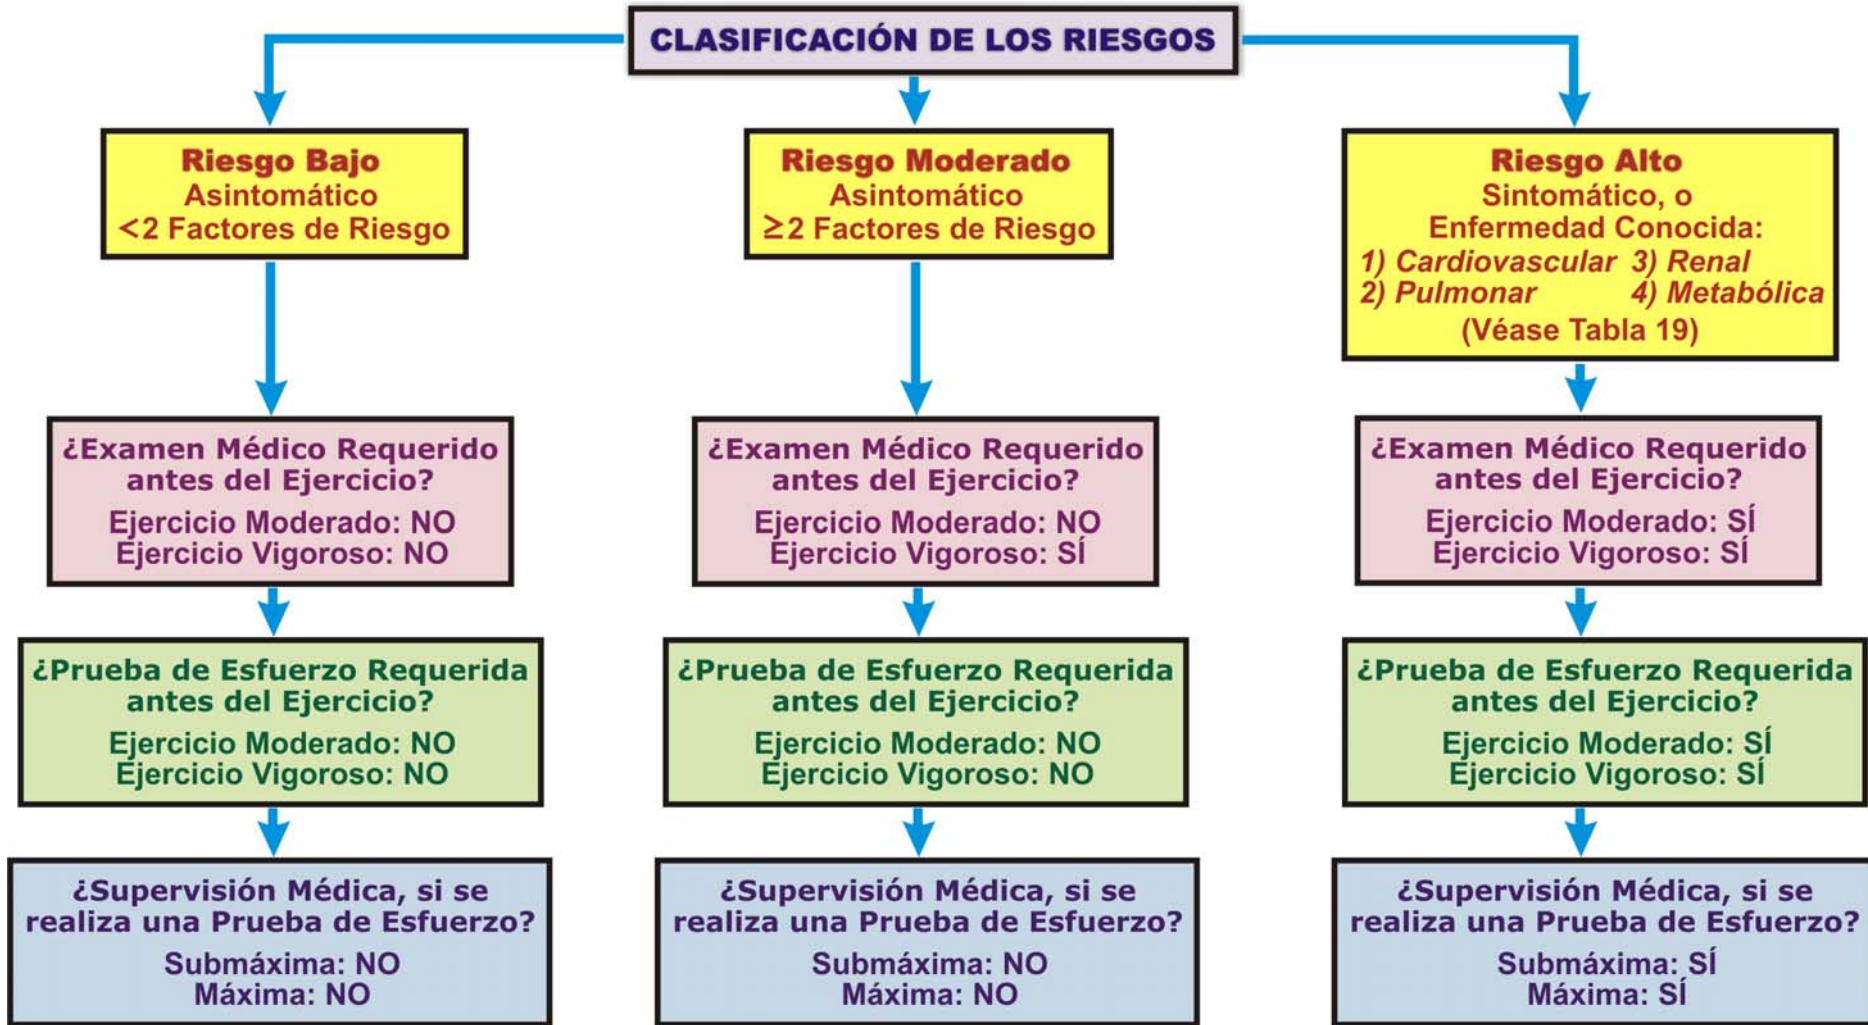 CLASIFICACIÓN DE LOS RIESGOS
Riesgo Bajo
Asintomático
<2 Factores de Riesgo
¿Examen Médico Requerido
antes del Ejercicio?
Ejercicio Moderado: NO
Ejercicio Vigoroso: NO
¿Prueba de Esfuerzo Requerida
antes del Ejercicio?
Ejercicio Moderado: NO
Ejercicio Vigoroso: NO
¿Supervisión Médica, si se
realiza una Prueba de Esfuerzo?
Submáxima: NO
Máxima: NO
Riesgo Moderado
Asintomático
≥2 Factores de Riesgo
¿Examen Médico Requerido
antes del Ejercicio?
Ejercicio Moderado: NO
Ejercicio Vigoroso: SÍ
¿Prueba de Esfuerzo Requerida
antes del Ejercicio?
Ejercicio Moderado: NO
Ejercicio Vigoroso: NO
¿Supervisión Médica, si se
realiza una Prueba de Esfuerzo?
Submáxima: NO
Máxima: NO
Riesgo Alto
Sintomático, o
Enfermedad Conocida:
1) Cardiovascular 3) Renal
2) Pulmonar 4) Metabólica
(Véase Tabla 19)
¿Examen Médico Requerido
antes del Ejercicio?
Ejercicio Moderado: SÍ
Ejercicio Vigoroso: SÍ
¿Prueba de Esfuerzo Requerida
antes del Ejercicio?
Ejercicio Moderado: SÍ
Ejercicio Vigoroso: SÍ
¿Supervisión Médica, si se
realiza una Prueba de Esfuerzo?
Submáxima: SÍ
Máxima: SÍ